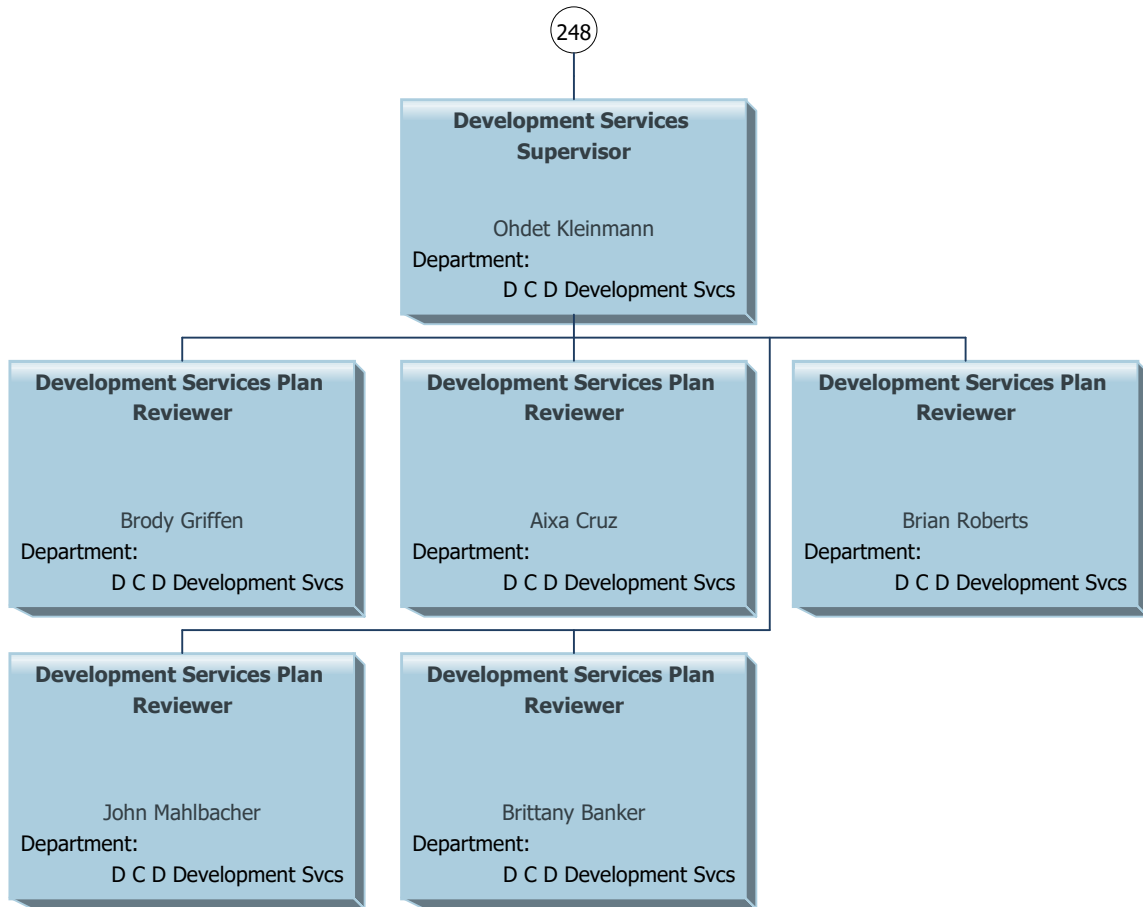 248
Development Services
Supervisor
Ohdet Kleinmann
Department:
D C D Development Svcs
Development Services Plan
Reviewer
Brody Griffen
Department:
D C D Development Svcs
Development Services Plan
Reviewer
Aixa Cruz
Department:
D C D Development Svcs
Development Services Plan
Reviewer
Brian Roberts
Department:
D C D Development Svcs
Development Services Plan
Reviewer
John Mahlbacher
Department:
D C D Development Svcs
Development Services Plan
Reviewer
Brittany Banker
Department:
D C D Development Svcs